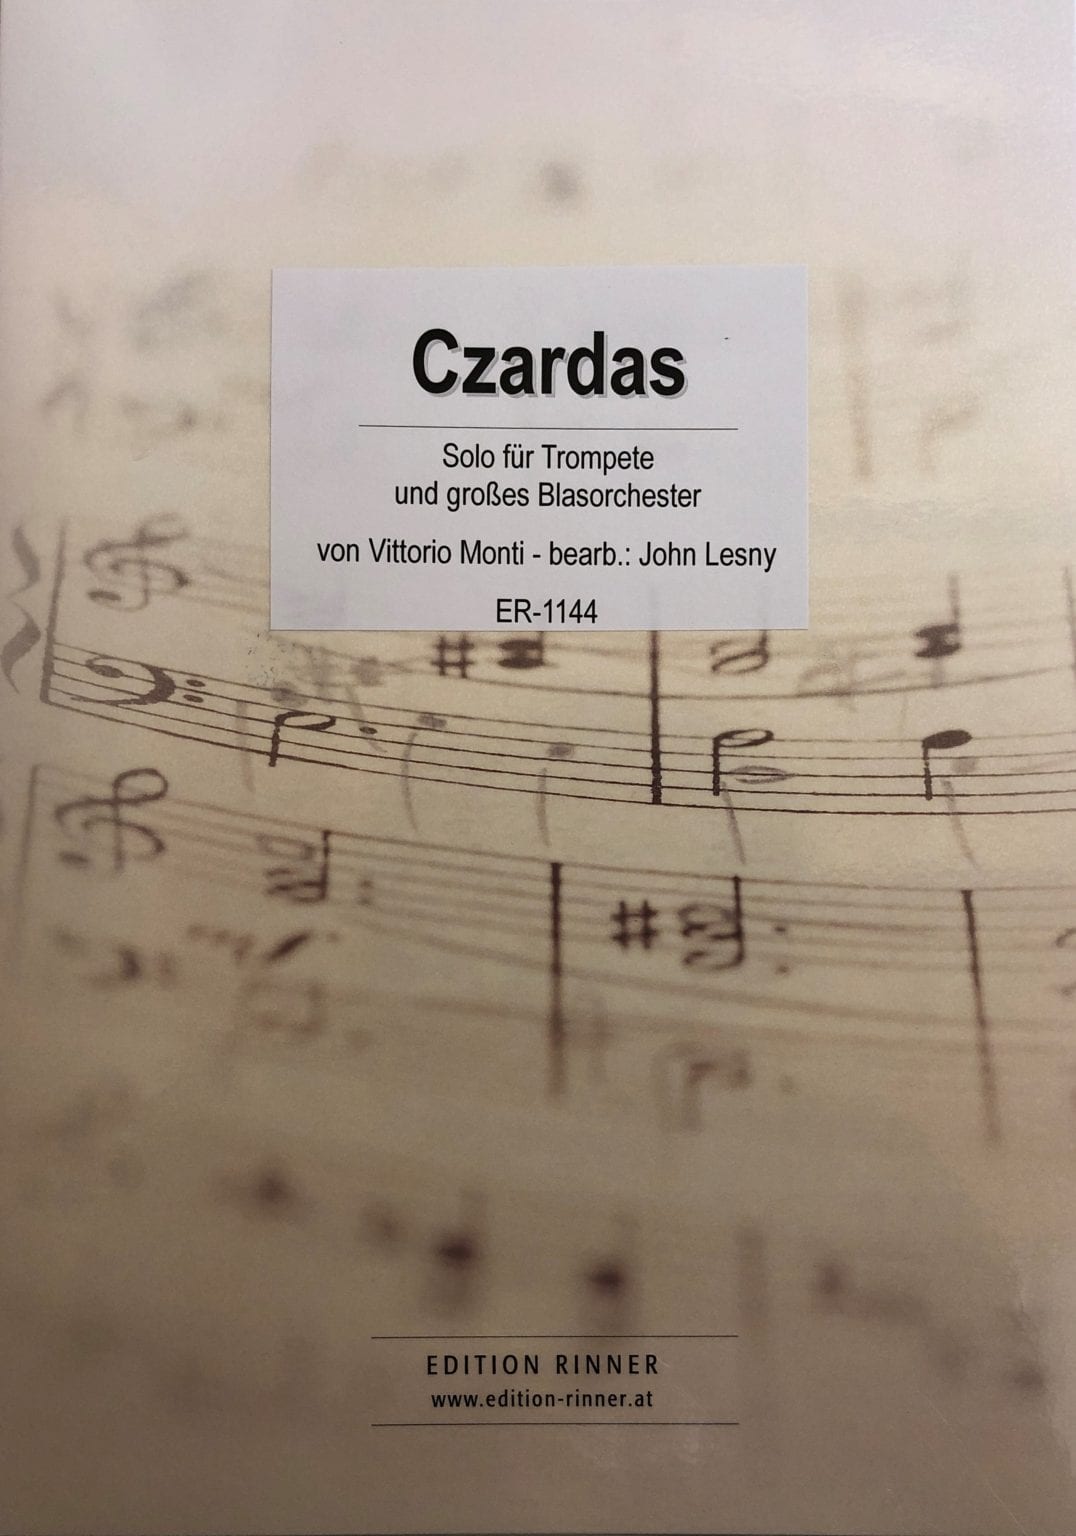 Czardas
Solo für Trompete
und großes Blasorchester
von Vittorio Monti - bearb.: John Lesny
ER-1144
EDITION RINNER
www.edition-rinner.at